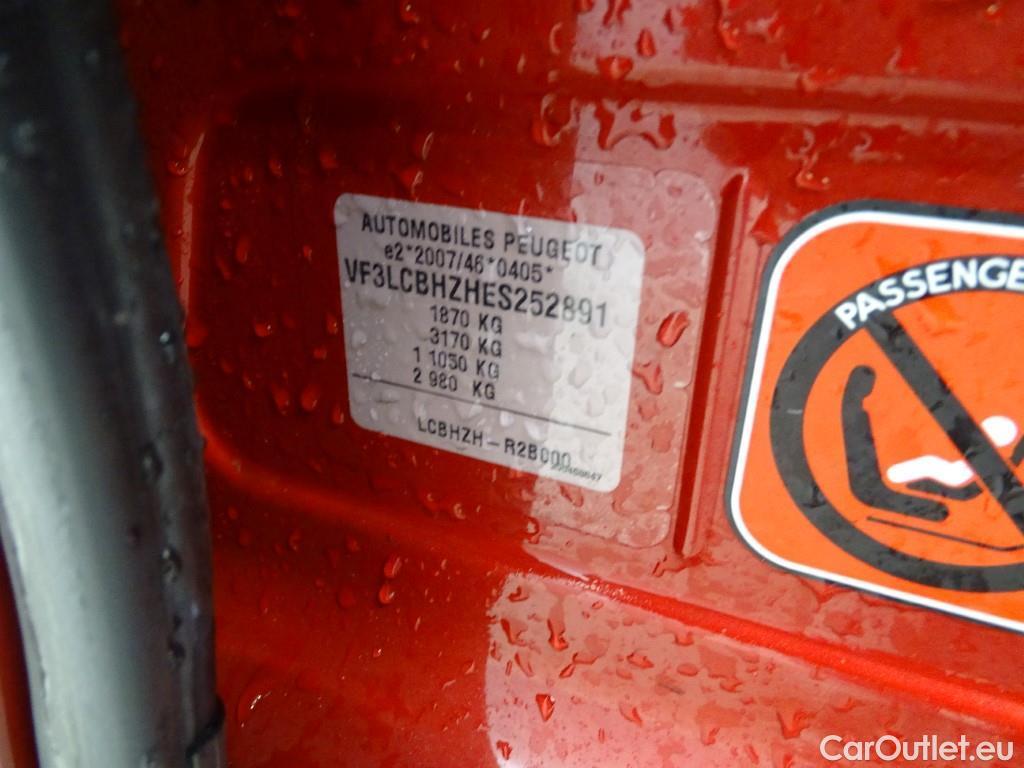 AUTOMOBILES PEUGEOT
e2*2007/46*0405*
VF3LCBHZHES252891
1870 KG
3170 KG
1 1050 KG
2 980 KG
LCBHZH-R2B000
PASSENGE
CarOutlet.eu